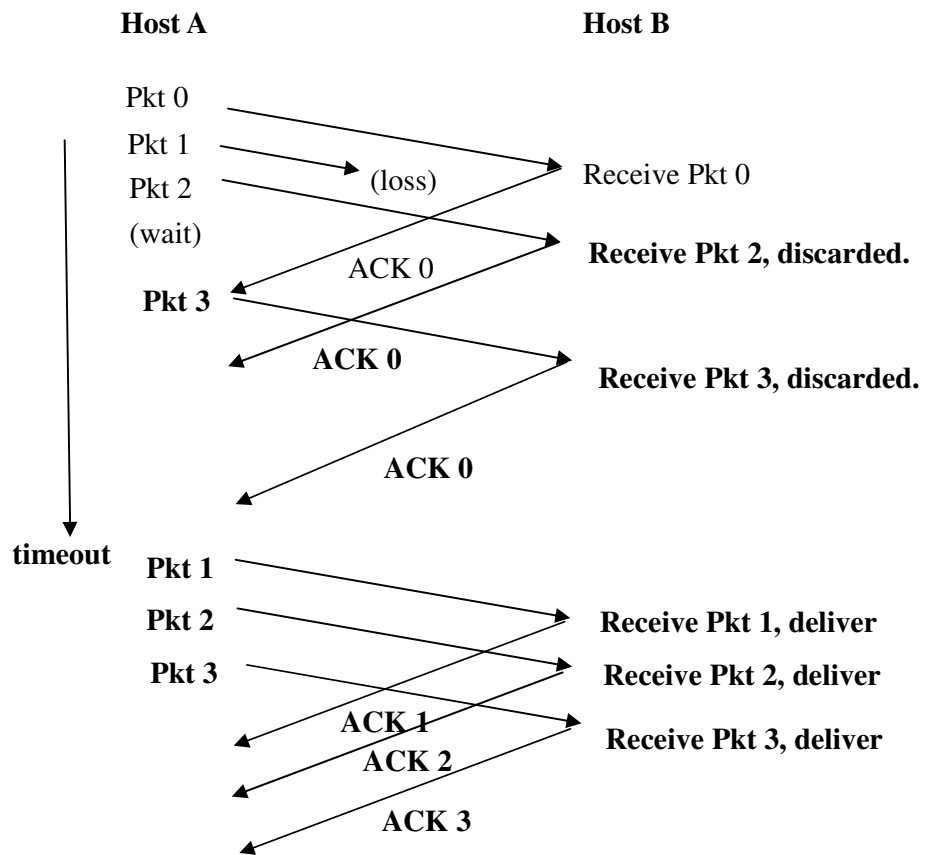 Host A
Host B
Pkt 0
Pkt 1
(loss)
Receive Pkt 0
Pkt 2
(wait)
Receive Pkt 2, discarded.
ACK 0
Pkt 3
ACK 0
Receive Pkt 3, discarded.
ACK 0
timeout
Pkt 1
Pkt 2
Receive Pkt 1, deliver
Pkt 3
Receive Pkt 2, deliver
ACK 1
Receive Pkt 3, deliver
ACK 2
ACK 3